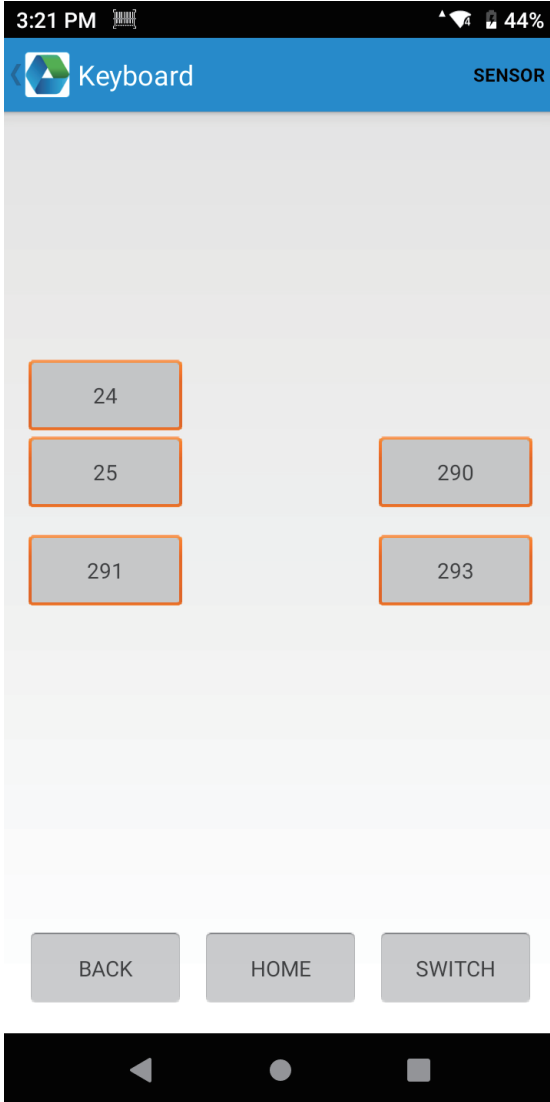 3:21 PM 44%
Keyboard SENSOR
24
25 290
291 293
BACK HOME SWITCH